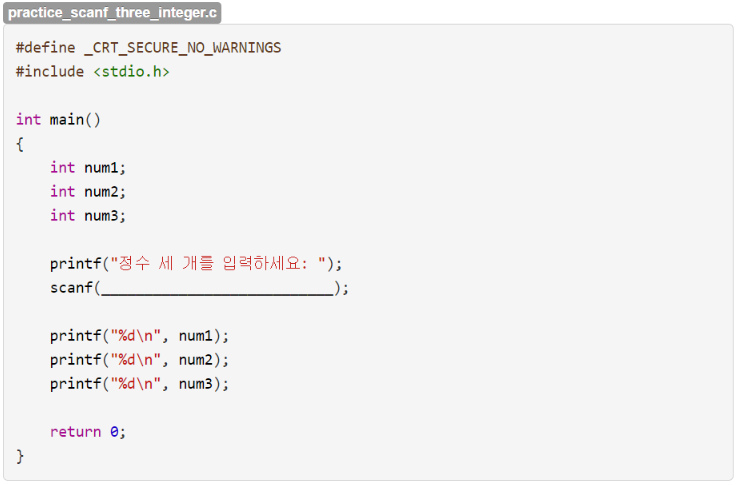 practice_scanf_three_integer.c
#define _CRT_SECURE_NO_WARNINGS
#include <stdio.h>
int main()
{
    int num1;
    int num2;
    int num3;
    printf("정수 세 개를 입력하세요: ");
    scanf(___________________________);
    printf("%d\n", num1);
    printf("%d\n", num2);
    printf("%d\n", num3);
    return 0;
}